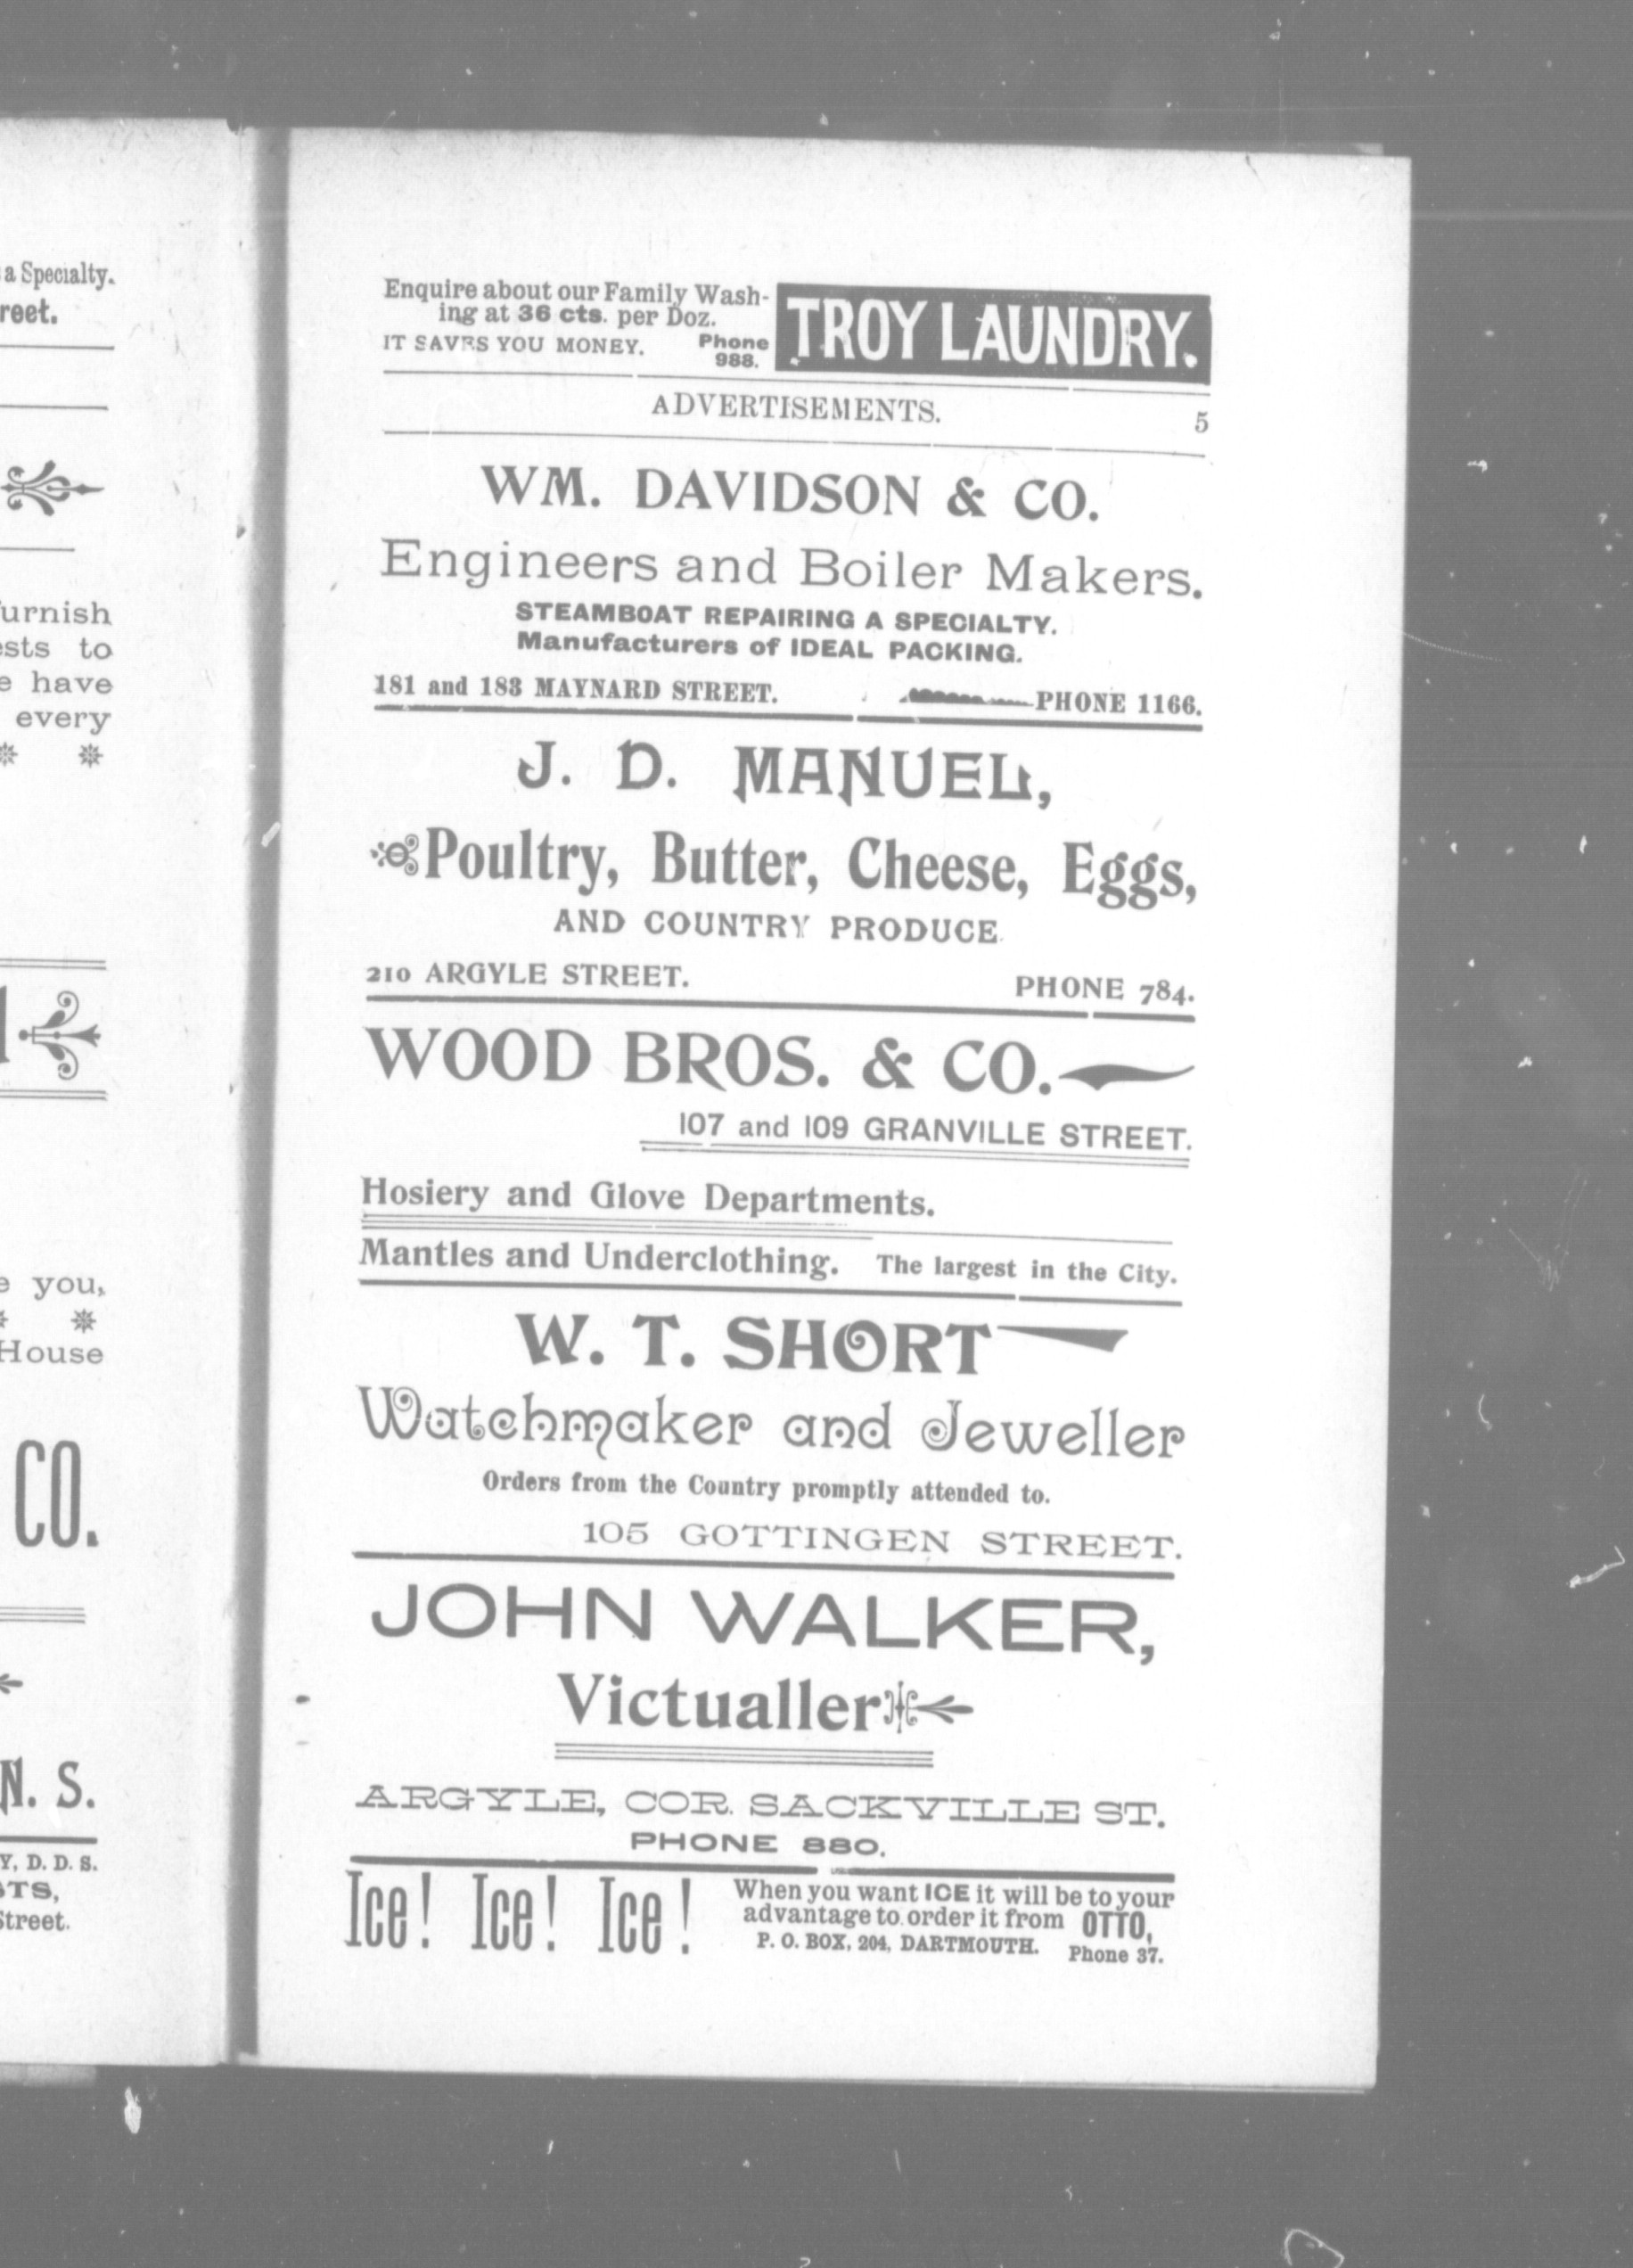 a Specialty.
reet.
urnish
ests to
e have
every
e you,
House
CO.
N. S.
Y, D. D. S.
STS,
Street.
Enquire about our Family Wash-
ing at 36 cts. per Doz.
IT SAVES YOU MONEY. Phone
988.
TROY LAUNDRY.
ADVERTISEMENTS. 5
WM. DAVIDSON & CO.
Engineers and Boiler Makers.
STEAMBOAT REPAIRING A SPECIALTY.
Manufacturers of IDEAL PACKING.
181 and 183 MAYNARD STREET. PHONE 1166.
J. D. MANUEL,
Poultry, Butter, Cheese, Eggs,
AND COUNTRY PRODUCE.
210 ARGYLE STREET. PHONE 784.
WOOD BROS. & CO.
107 and 109 GRANVILLE STREET.
Hosiery and Glove Departments.
Mantles and Underclothing. The largest in the City.
W. T. SHORT
Watchmaker and Jeweller
Orders from the Country promptly attended to.
105 GOTTINGEN STREET.
JOHN WALKER,
Victualler
ARGYLE, COR. SACKVILLE ST.
PHONE 880.
Ice! Ice! Ice!
When you want ICE it will be to your
advantage to order it from OTTO,
P. O. BOX, 204, DARTMOUTH. Phone 37.